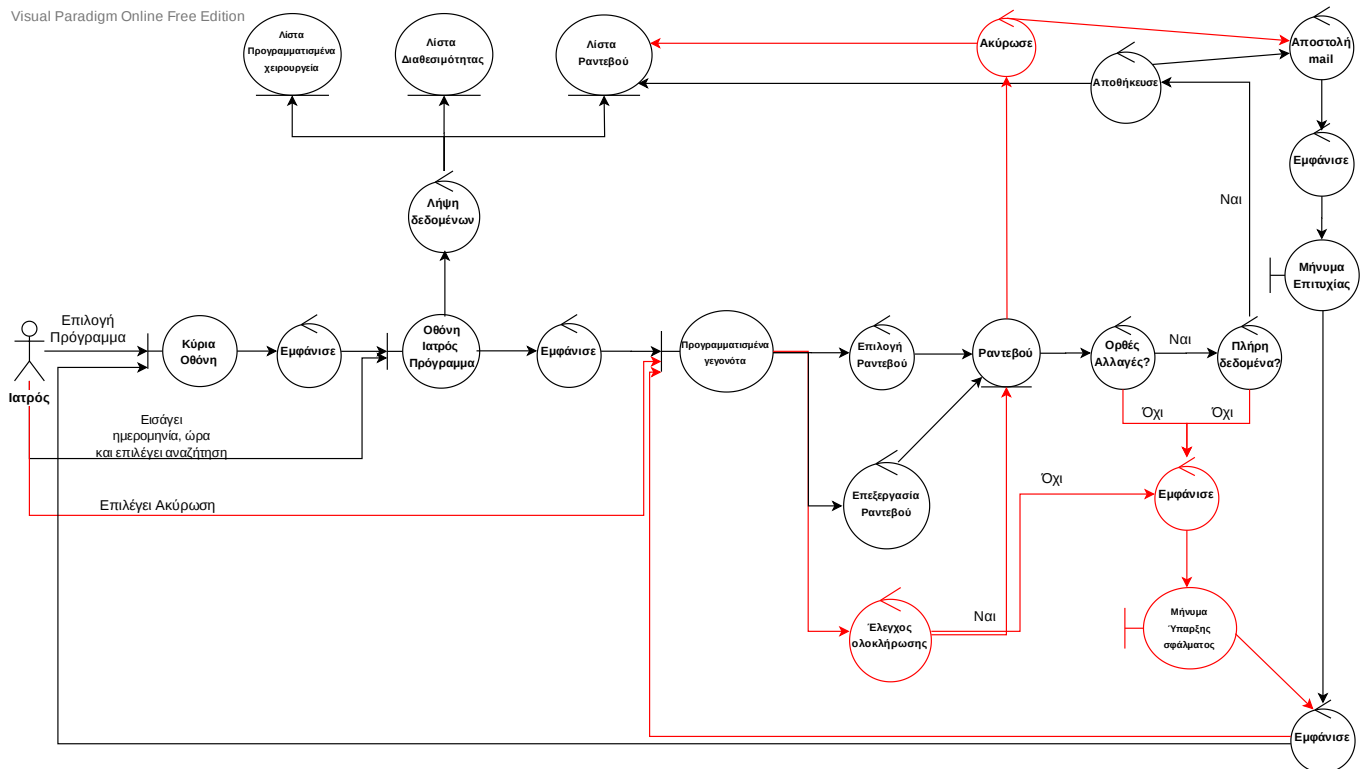 Visual Paradigm Online Free Edition
Λίστα
Προγραμματισμένα
χειρουργεία
Λίστα
Διαθεσιμότητας
Λίστα
Ραντεβού
Ακύρωσε
Αποστολή
mail
Αποθήκευσε
Εμφάνισε
Ναι
Λήψη
δεδομένων
Μήνυμα
Επιτυχίας
Επιλογή
Πρόγραμμα
Κύρια
Οθόνη
Εμφάνισε
Οθόνη
Ιατρός
Πρόγραμμα
Εμφάνισε
Προγραμματισμένα
γεγονότα
Επιλογή
Ραντεβού
Ραντεβού
Ορθές
Αλλαγές?
Ναι
Πλήρη
δεδομένα?
Ιατρός
Όχι
Όχι
Εισάγει
ημερομηνία, ώρα
και επιλέγει αναζήτηση
Επιλέγει Ακύρωση
Επεξεργασία
Ραντεβού
Όχι
Εμφάνισε
Έλεγχος
ολοκλήρωσης
Ναι
Μήνυμα
Ύπαρξης
σφάλματος
Εμφάνισε